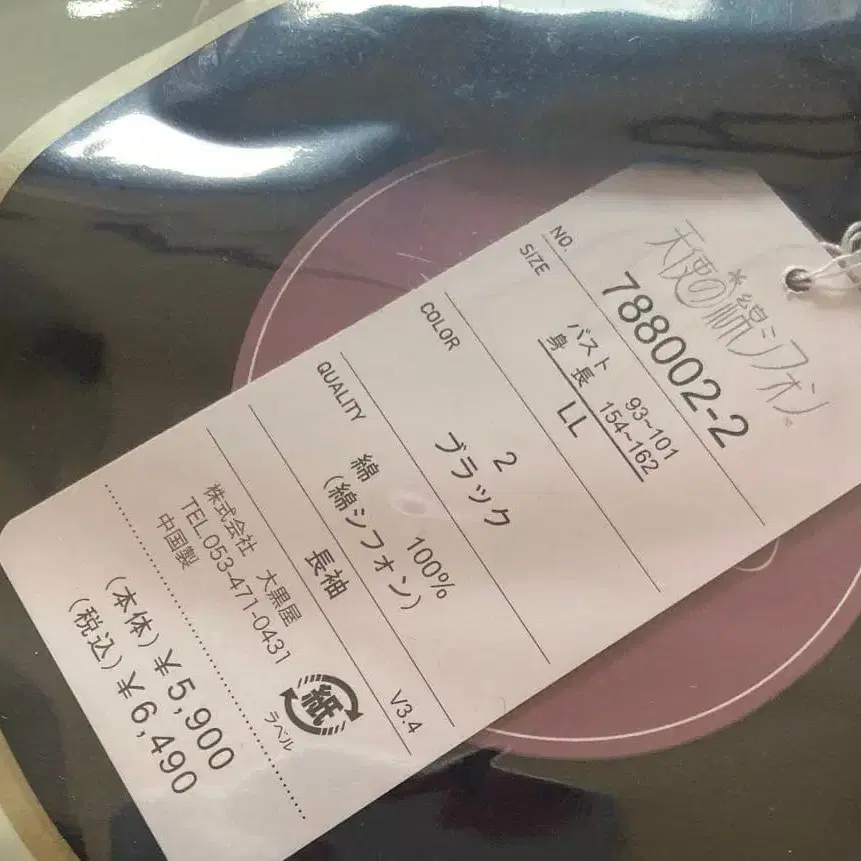 天使の綿シフォン
NO.
788002-2
SIZE
バスト 93~101
身長 154~162
LL
COLOR
2
ブラック
QUALITY
綿 100%
(綿シフォン)
長袖
V3.4
株式会社 大黒屋
TEL.053-471-0431
中国製
紙
ラベル
(本体)¥5,900
(税込)¥6,490